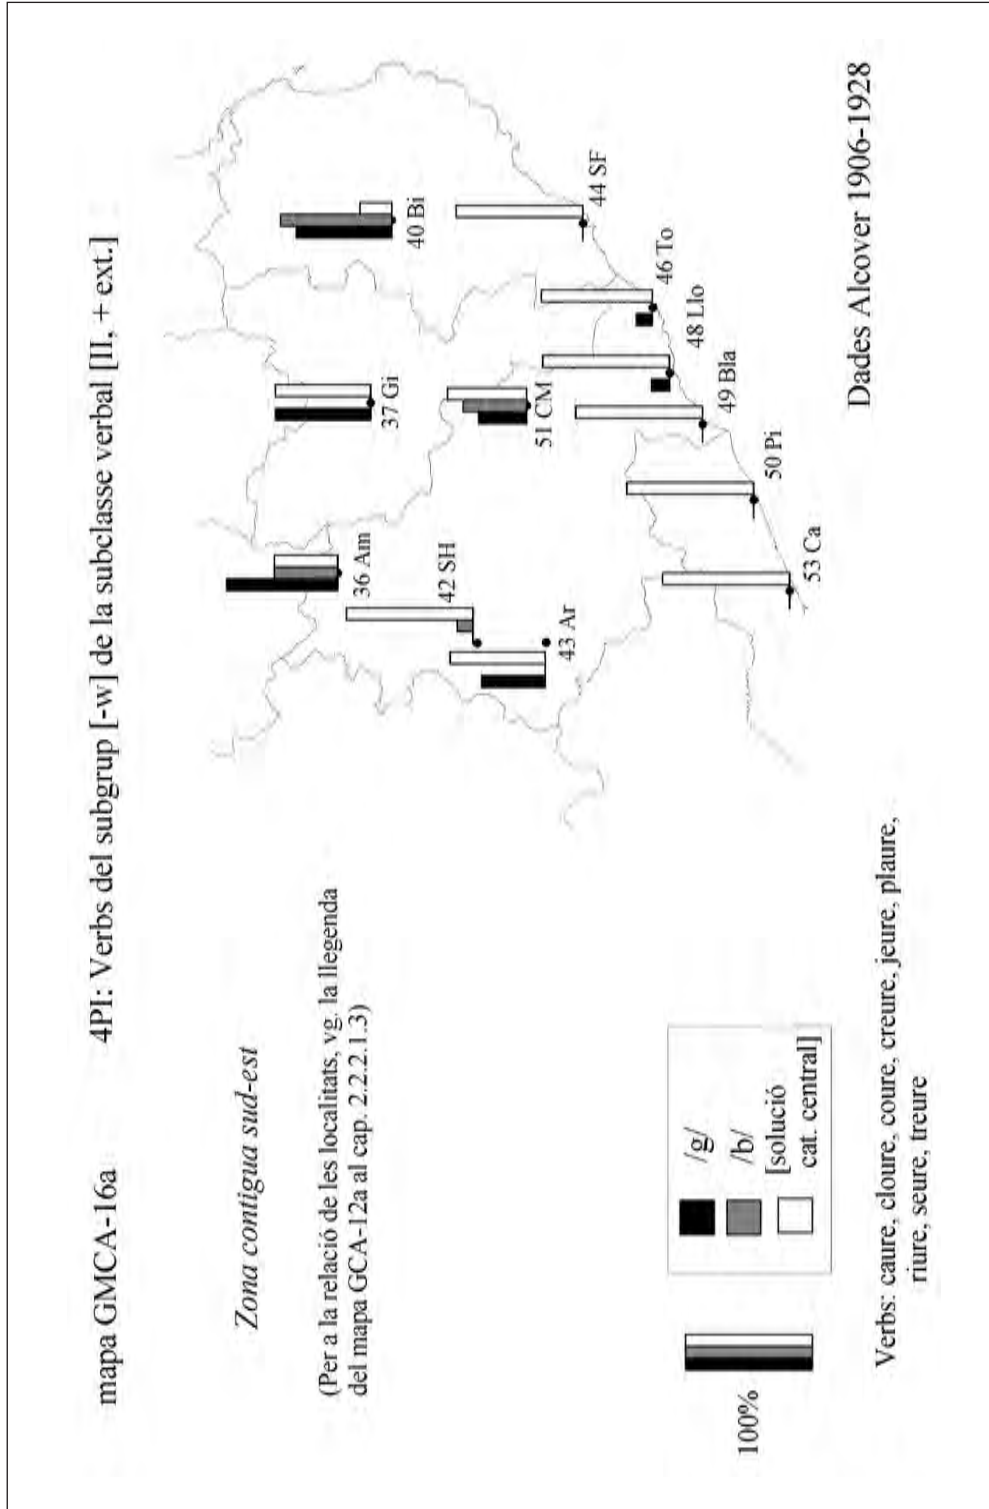 mapa GMCA-16a
4PI: Verbs del subgrup [-w] de la subclasse verbal [II, + ext.]
Zona contigua sud-est
(Per a la relació de les localitats, vg. la llegenda
del mapa GCA-12a al cap. 2.2.2.1.3)
36 Am
37 Gi
40 Bi
42 SH
43 Ar
51 CM
44 SF
46 To
48 Llo
49 Bla
50 Pi
53 Ca
100%
/g/
/b/
[solució
cat. central]
Verbs: caure, cloure, coure, creure, jeure, plaure,
riure, seure, treure
Dades Alcover 1906-1928